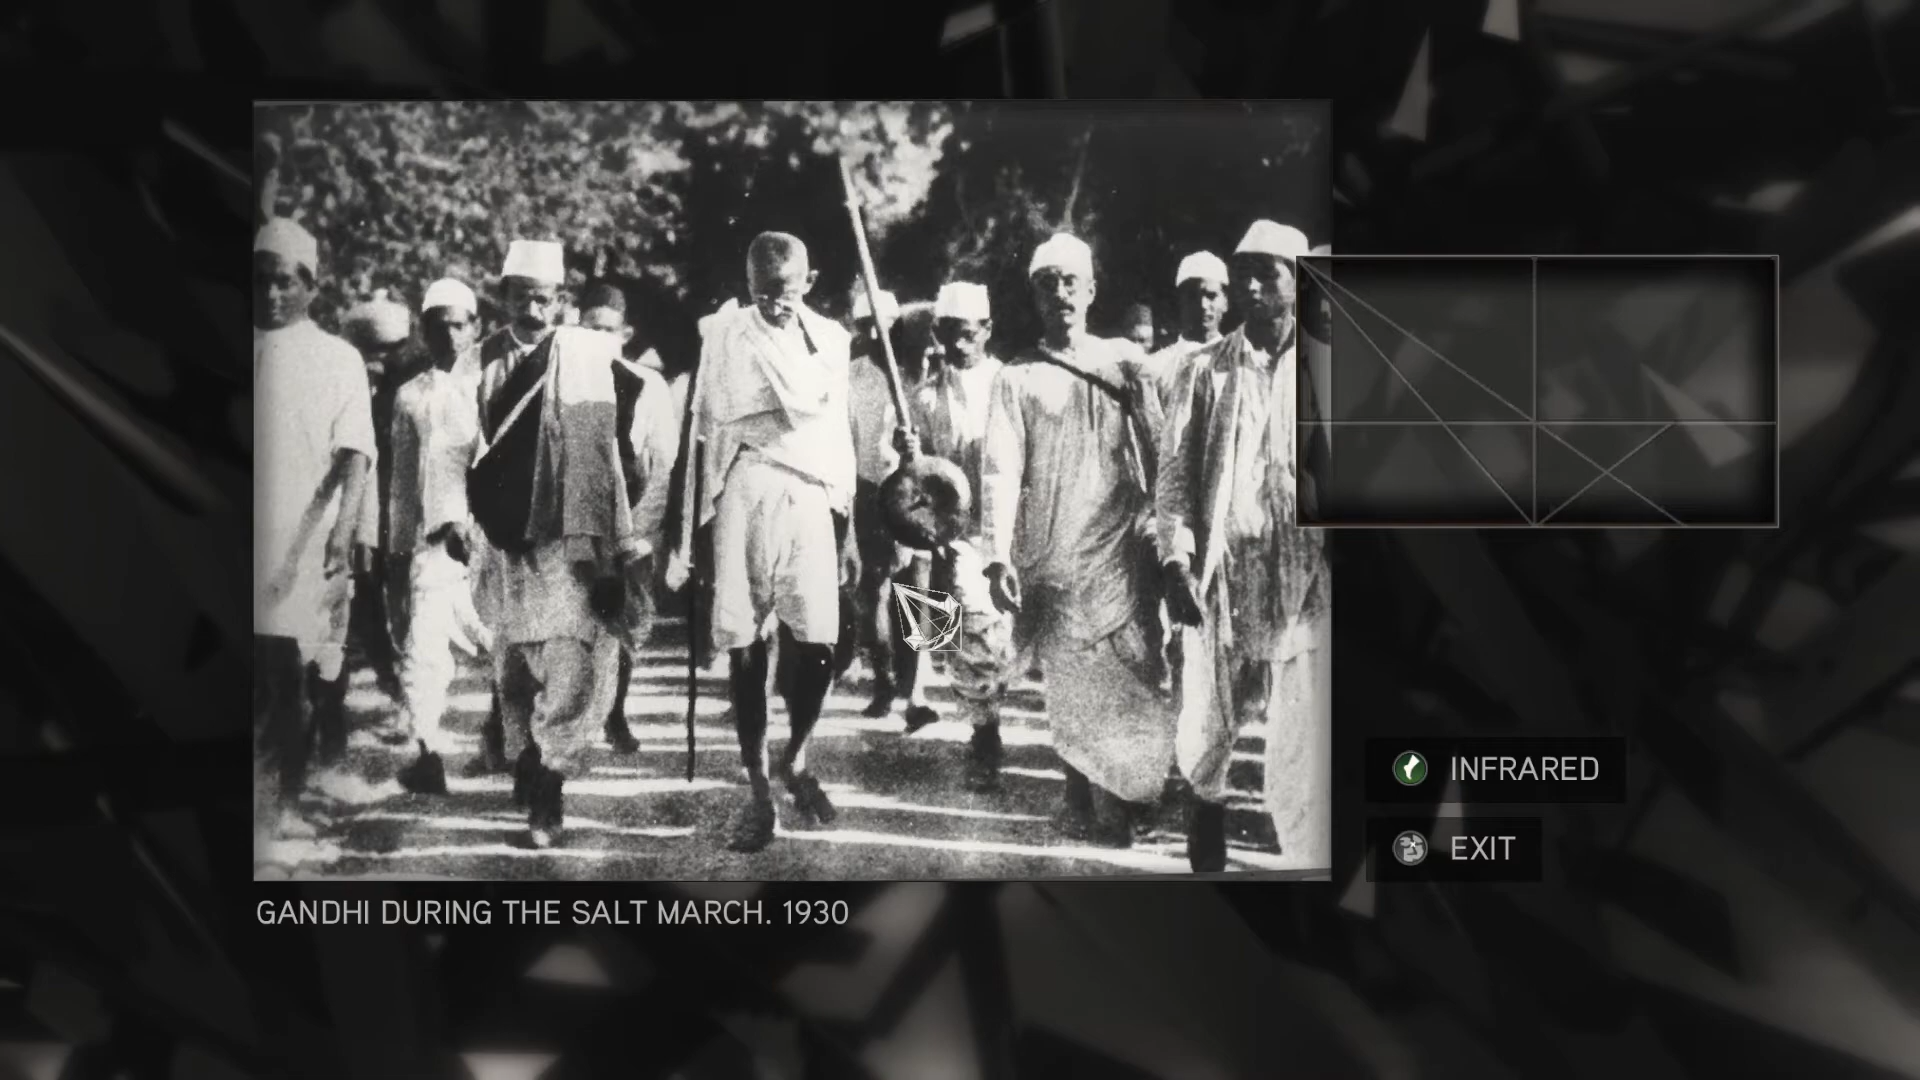 INFRARED
EXIT
GANDHI DURING THE SALT MARCH. 1930